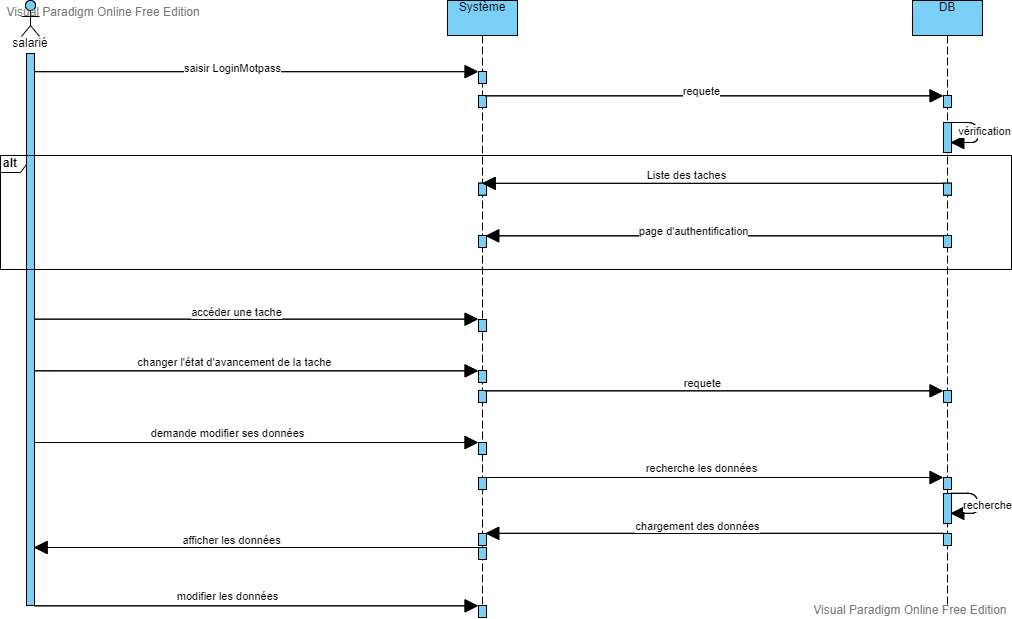 Visual Paradigm Online Free Edition
Système
DB
salarié
saisir LoginMotpass
requete
vérification
alt
Liste des taches
page d'authentification
accéder une tache
changer l'état d'avancement de la tache
requete
demande modifier ses données
recherche les données
recherche
chargement des données
afficher les données
modifier les données
Visual Paradigm Online Free Edition